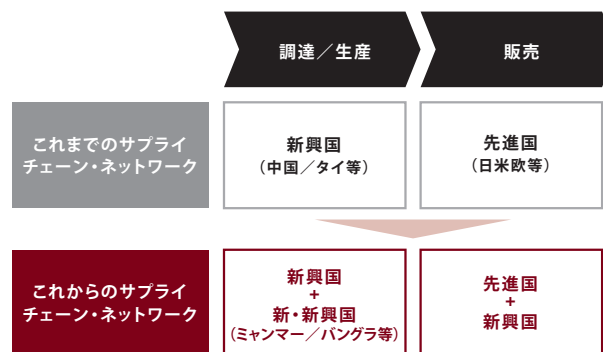 調達／生産
販売
これまでのサプライ
チェーン・ネットワーク
新興国
（中国／タイ等）
先進国
（日米欧等）
これからのサプライ
チェーン・ネットワーク
新興国
+
新・新興国
（ミャンマー／バングラ等）
先進国
+
新興国